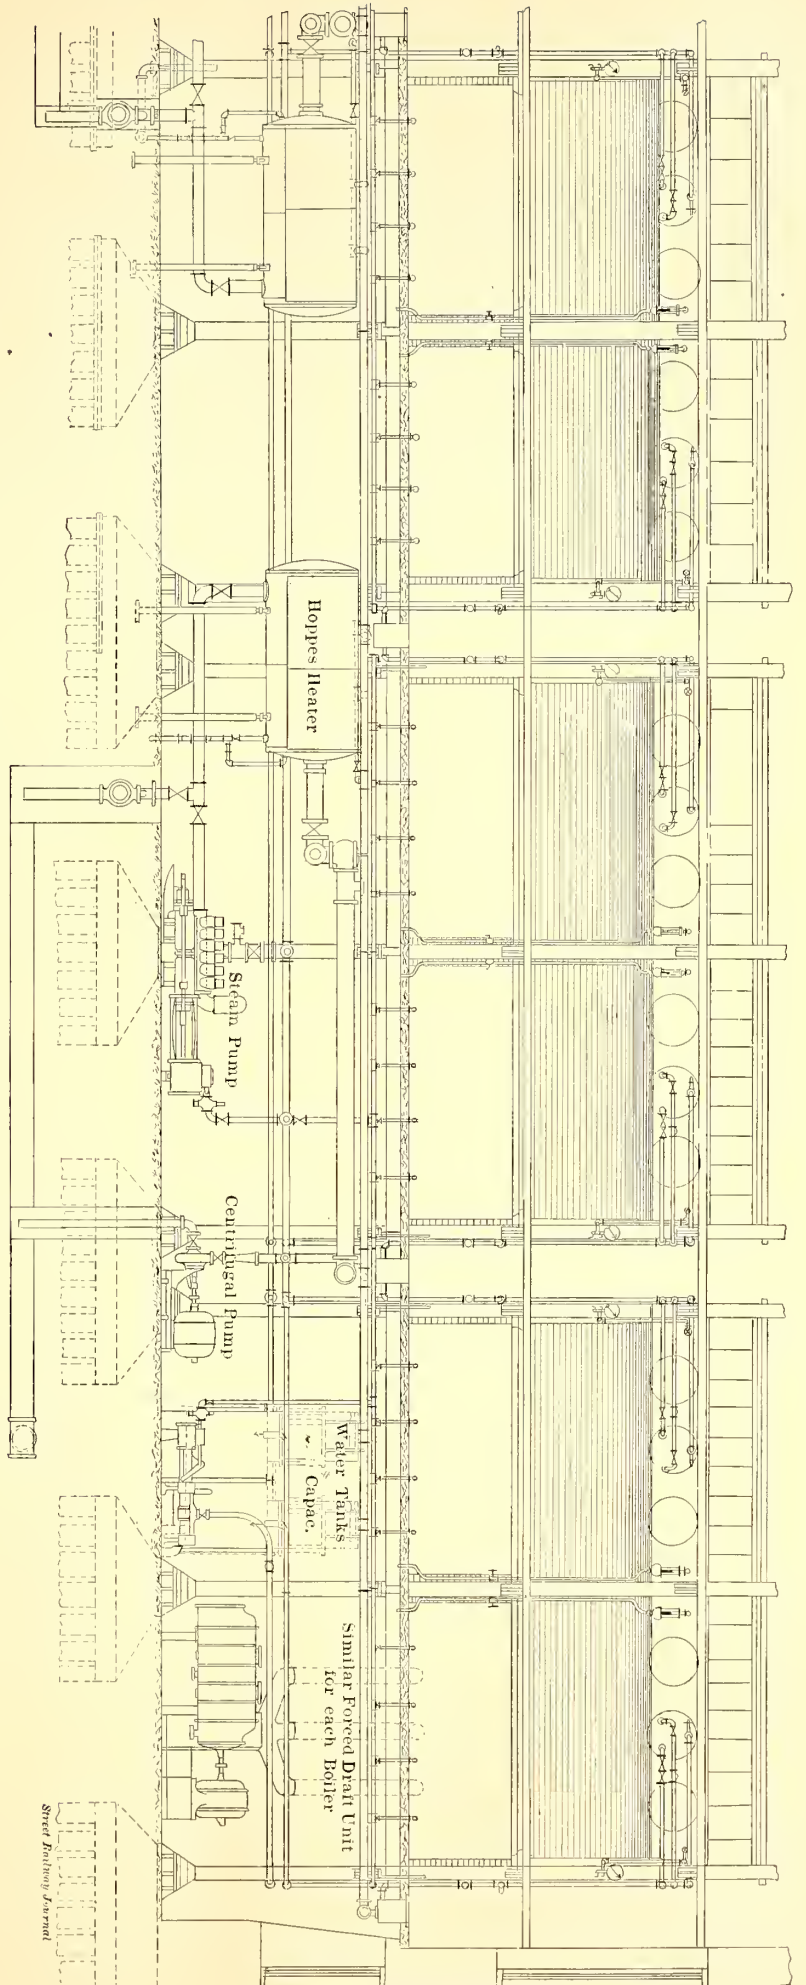 Hoppes Heater
Steam Pump
Centrifugal Pump
Water Tanks
Capac.
Similar Forced Draft Unit
for each Boiler
Street Railway Journal